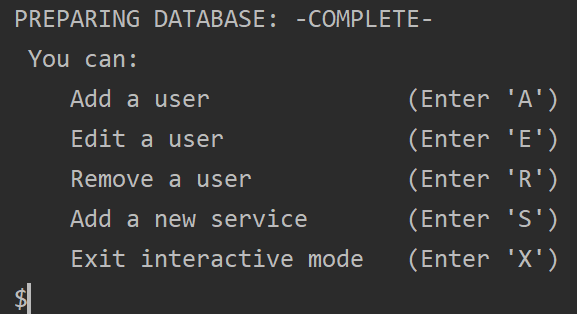 PREPARING DATABASE: -COMPLETE-
You can:
Add a user (Enter 'A')
Edit a user (Enter 'E')
Remove a user (Enter 'R')
Add a new service (Enter 'S')
Exit interactive mode (Enter 'X')
$